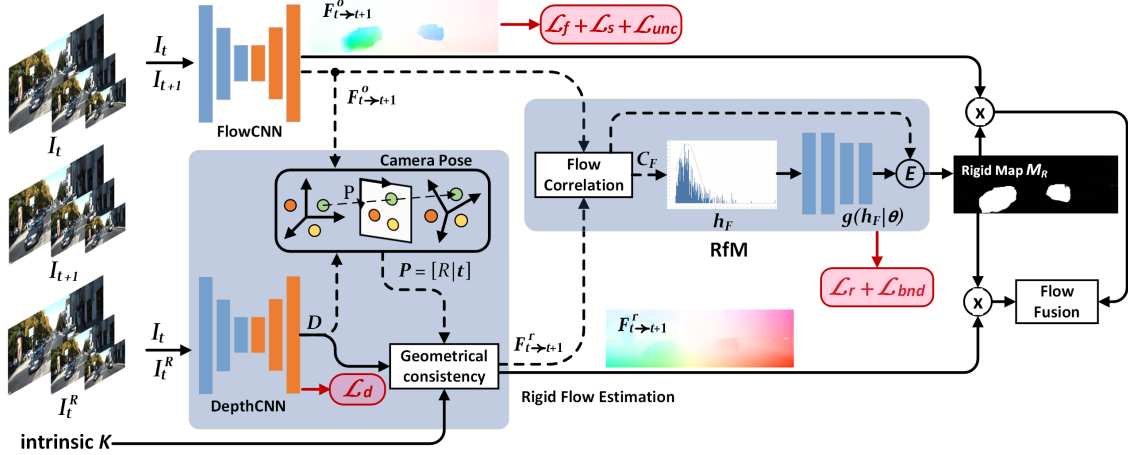 I_t
I_{t+1}
I_t^R
intrinsic K
I_t
I_{t+1}
FlowCNN
F^o_{t→t+1}
ℒ_f + ℒ_s + ℒ_unc
F^o_{t→t+1}
Camera Pose
P
P = [R|t]
I_t
I_t^R
DepthCNN
D
ℒ_d
Geometrical
consistency
Rigid Flow Estimation
F^r_{t→t+1}
F^r_{t→t+1}
Flow
Correlation
C_F
h_F
g(h_F|θ)
E
RfM
ℒ_r + ℒ_bnd
x
Rigid Map M_R
x
Flow
Fusion